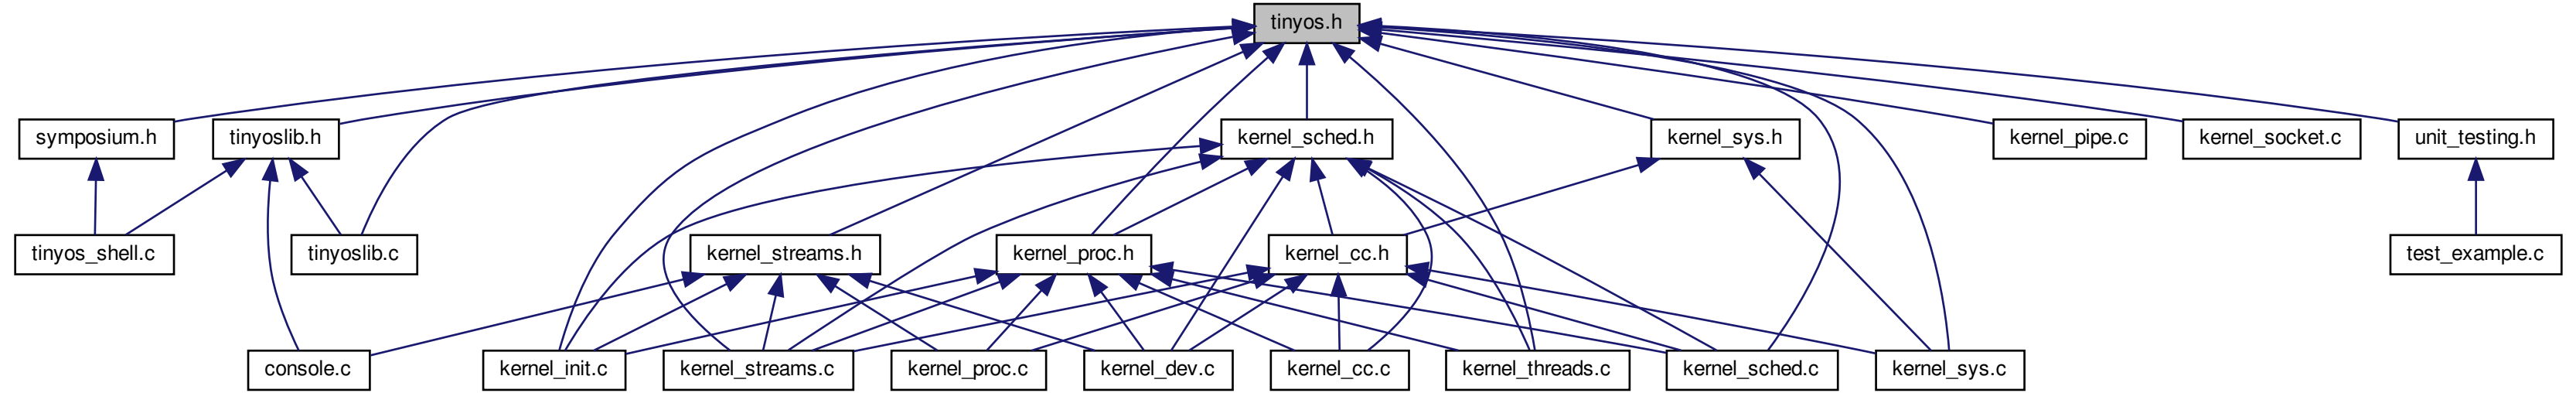 tinyos.h
symposium.h
tinyoslib.h
kernel_sched.h
kernel_sys.h
kernel_pipe.c
kernel_socket.c
unit_testing.h
tinyos_shell.c
tinyoslib.c
kernel_streams.h
kernel_proc.h
kernel_cc.h
test_example.c
console.c
kernel_init.c
kernel_streams.c
kernel_proc.c
kernel_dev.c
kernel_cc.c
kernel_threads.c
kernel_sched.c
kernel_sys.c